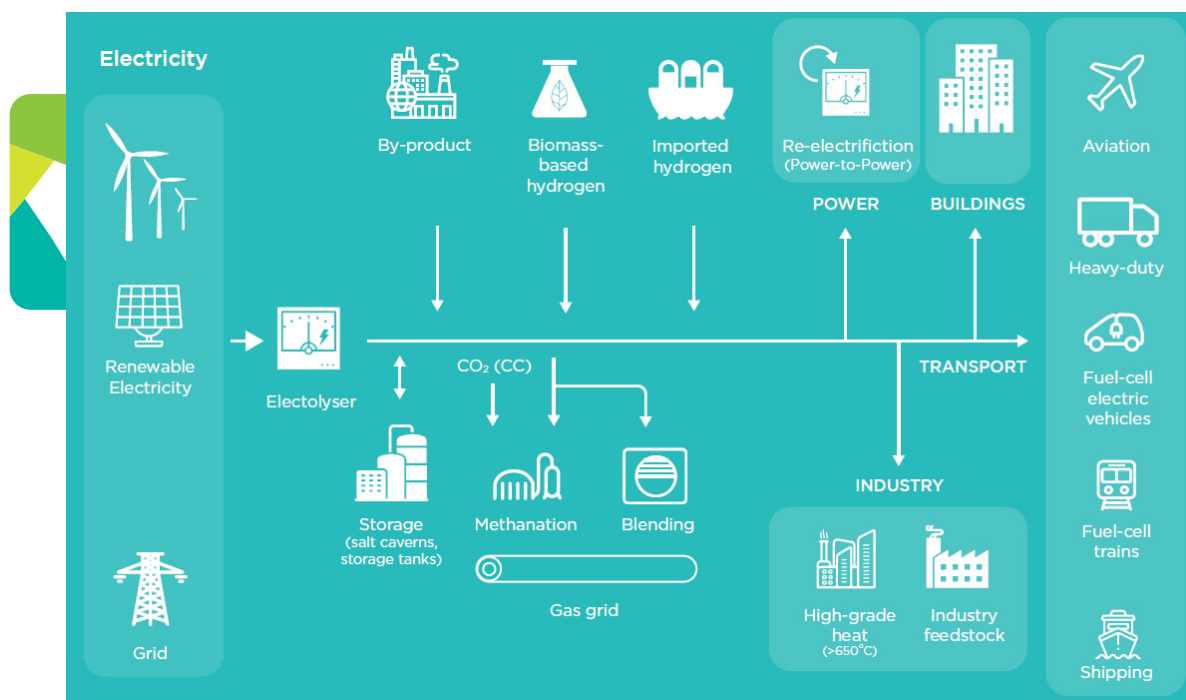 Electricity
Renewable
Electricity
Grid
Electolyser
By-product
Biomass-
based
hydrogen
Imported
hydrogen
Re-electrifiction
(Power-to-Power)
POWER
BUILDINGS
TRANSPORT
CO₂ (CC)
Storage
(salt caverns,
storage tanks)
Methanation
Blending
Gas grid
INDUSTRY
High-grade
heat
(>650°C)
Industry
feedstock
Aviation
Heavy-duty
Fuel-cell
electric
vehicles
Fuel-cell
trains
Shipping